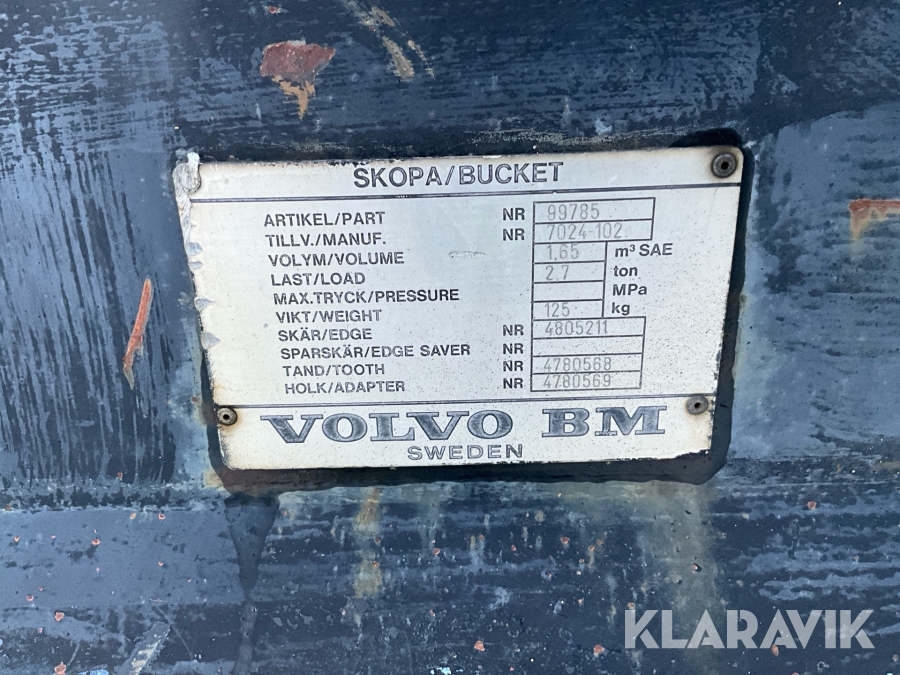 SKOPA/BUCKET
ARTIKEL/PART NR 99785
TILLV./MANUF. NR 7024-102
VOLYM/VOLUME 1,65 m³ SAE
LAST/LOAD 2.7 ton
MAX.TRYCK/PRESSURE MPa
VIKT/WEIGHT 125 kg
SKÄR/EDGE NR 4805211
SPARSKÄR/EDGE SAVER NR
TAND/TOOTH NR 4780568
HOLK/ADAPTER NR 4780569
VOLVO BM
SWEDEN
KLARAVIK